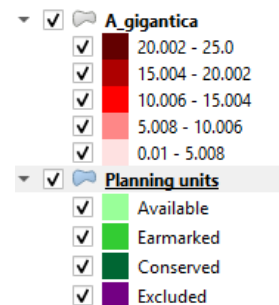 A_gigantica
20.002 - 25.0
15.004 - 20.002
10.006 - 15.004
5.008 - 10.006
0.01 - 5.008
Planning units
Available
Earmarked
Conserved
Excluded